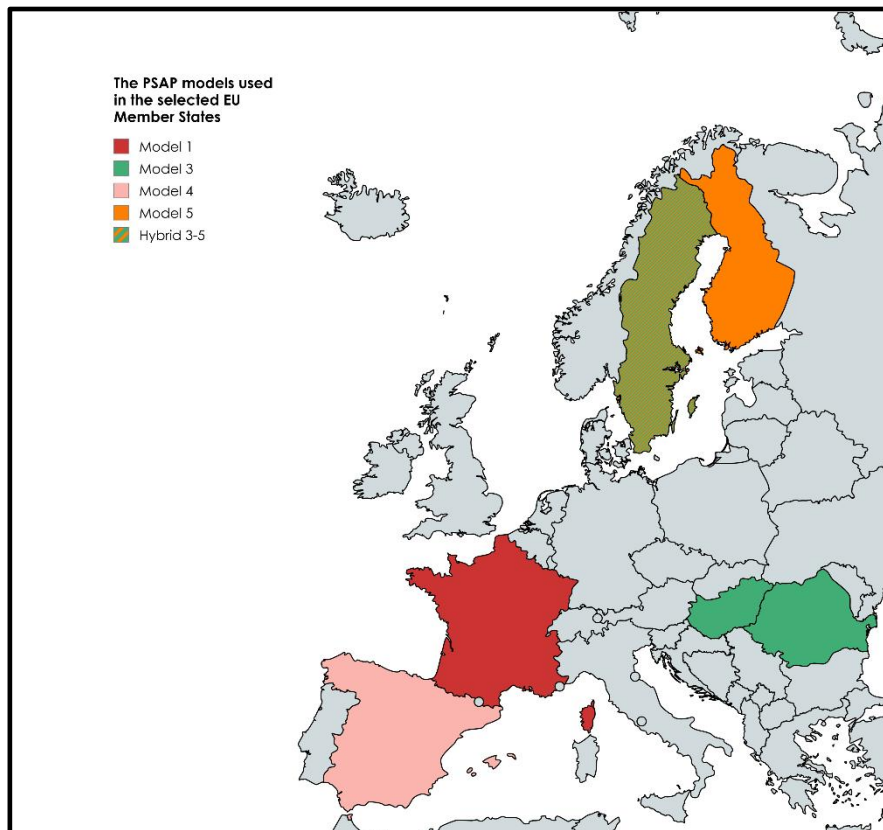 The PSAP models used
in the selected EU
Member States
Model 1
Model 3
Model 4
Model 5
Hybrid 3-5